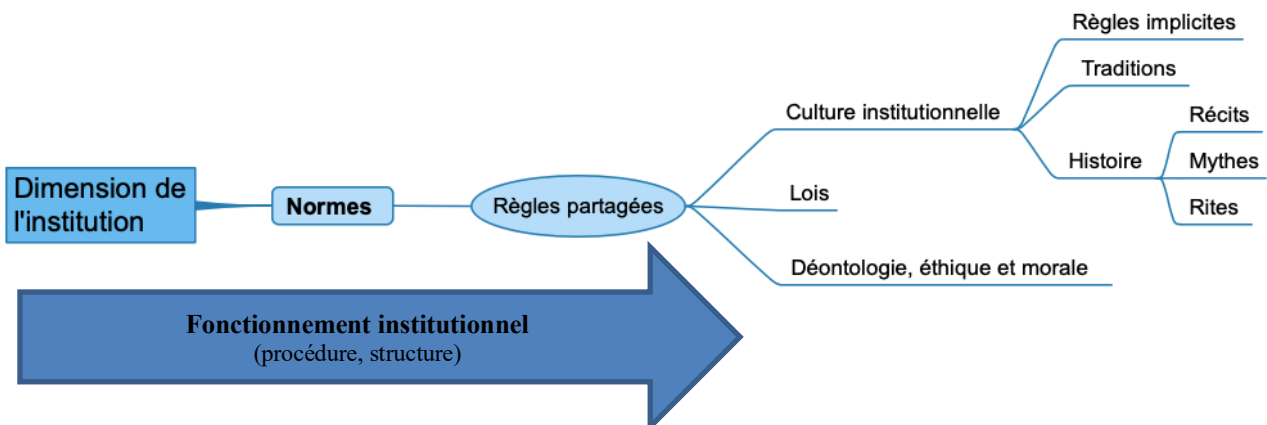 Dimension de
l'institution
Normes
Règles partagées
Culture institutionnelle
Règles implicites
Traditions
Histoire
Récits
Mythes
Rites
Lois
Déontologie, éthique et morale
Fonctionnement institutionnel
(procédure, structure)